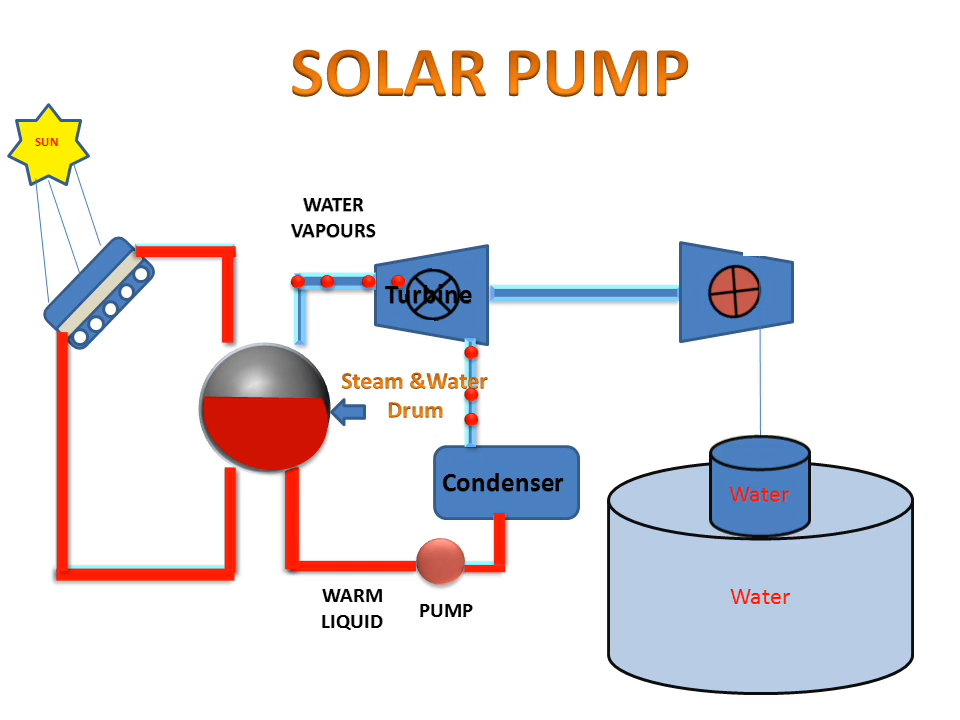 SOLAR PUMP
SUN
WATER
VAPOURS
Turbine
Steam &Water
Drum
Condenser
Water
Water
WARM
LIQUID
PUMP